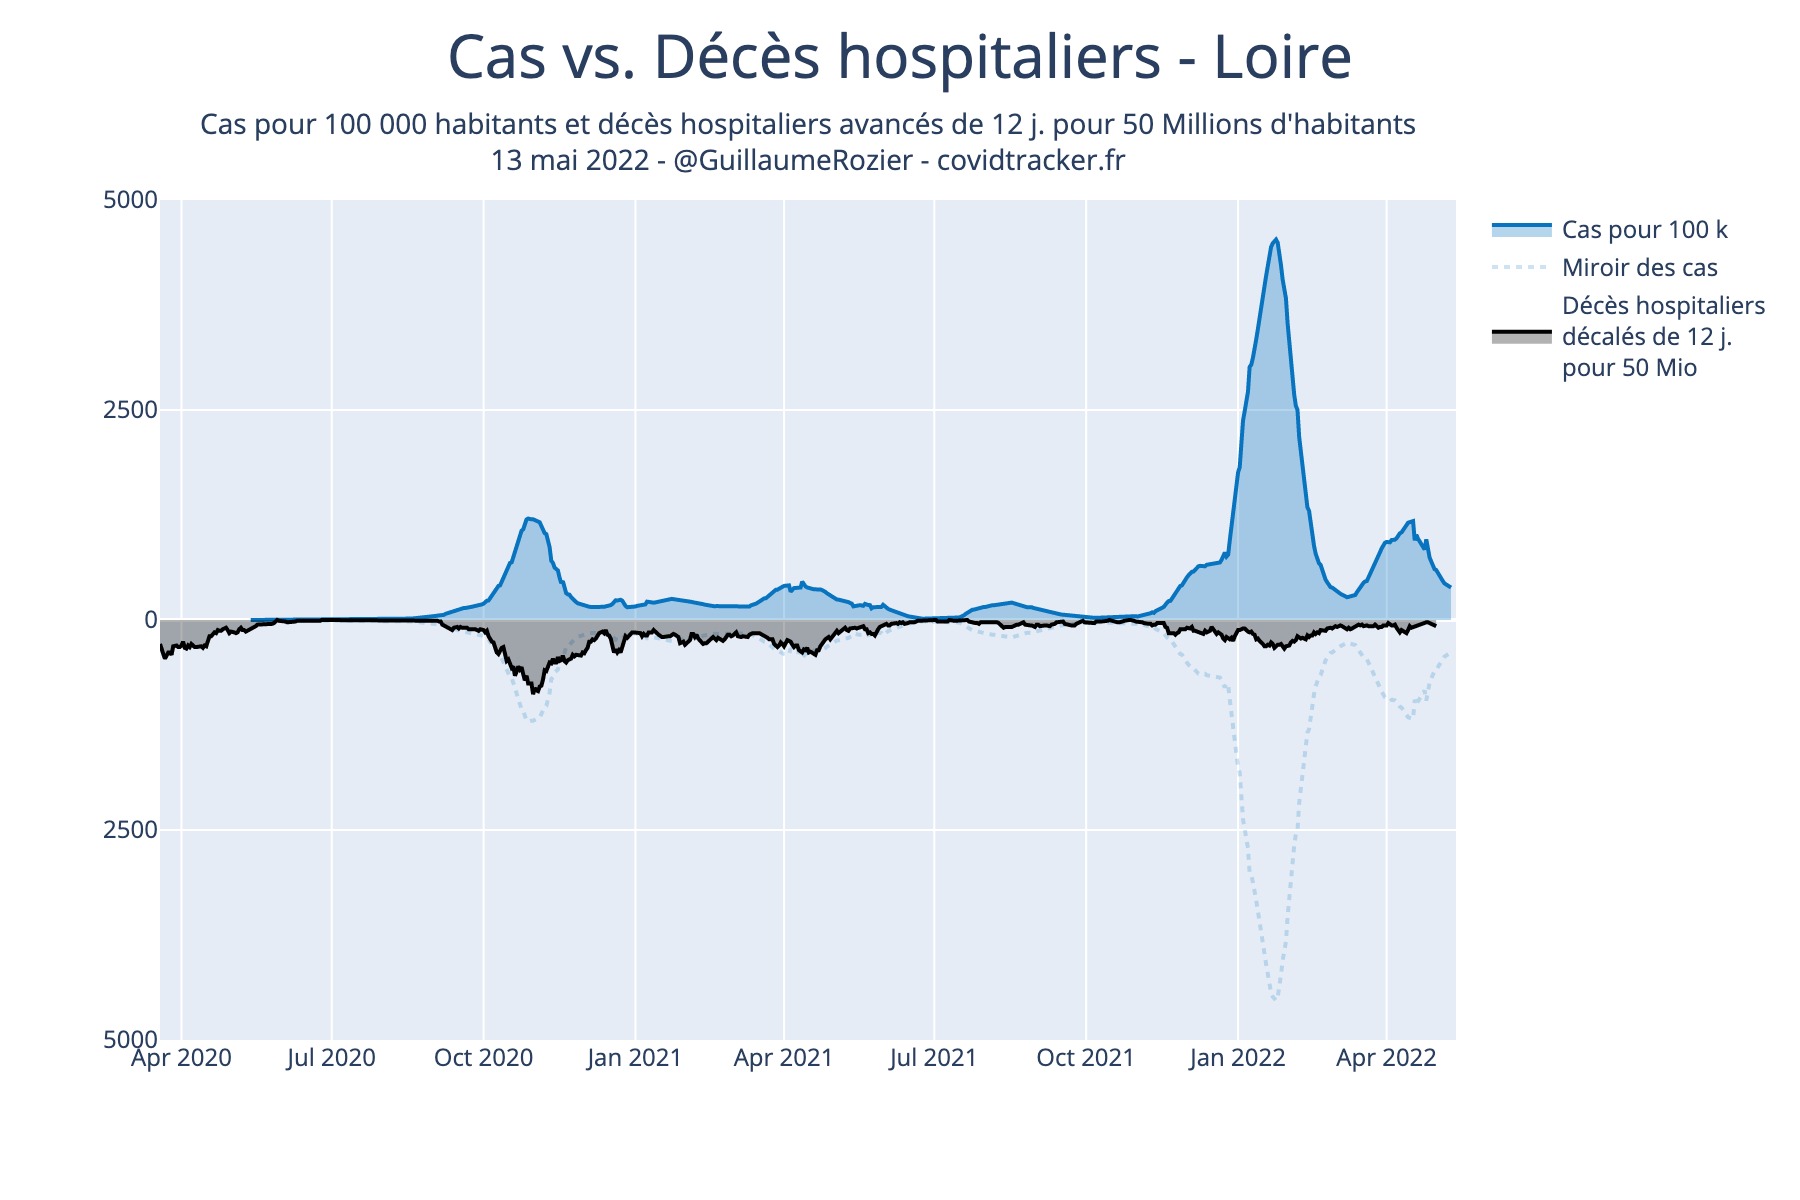 Cas vs. Décès hospitaliers - Loire
Cas pour 100 000 habitants et décès hospitaliers avancés de 12 j. pour 50 Millions d'habitants
13 mai 2022 - @GuillaumeRozier - covidtracker.fr
5000
2500
0
2500
5000
Apr 2020 Jul 2020 Oct 2020 Jan 2021 Apr 2021 Jul 2021 Oct 2021 Jan 2022 Apr 2022
Cas pour 100 k
Miroir des cas
Décès hospitaliers
décalés de 12 j.
pour 50 Mio